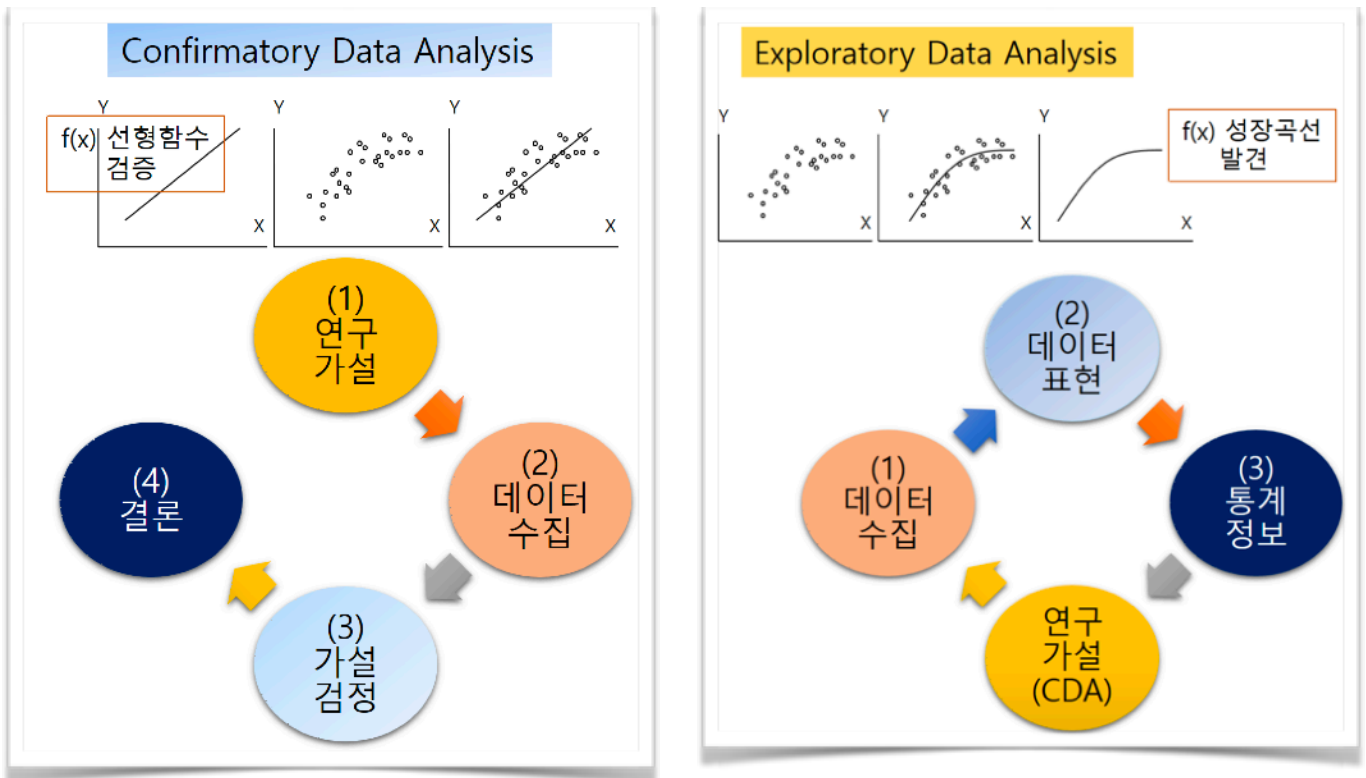 Confirmatory Data Analysis
Y
Y
Y
f(x) 선형함수
검증
X
X
X
(1)
연구
가설
(2)
데이터
수집
(3)
가설
검정
(4)
결론
Exploratory Data Analysis
Y
Y
Y
f(x) 성장곡선
발견
X
X
X
(2)
데이터
표현
(1)
데이터
수집
(3)
통계
정보
연구
가설
(CDA)